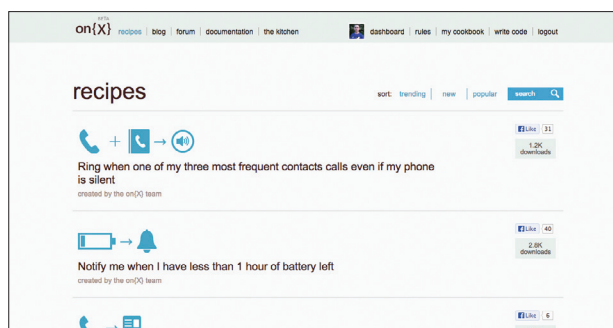 beta
on{X} recipes | blog | forum | documentation | the kitchen dashboard | rules | my cookbook | write code | logout
recipes
sort: trending | new | popular search
Like 31
1.2K
downloads
Ring when one of my three most frequent contacts calls even if my phone
is silent
created by the on{X} team
Like 40
2.8K
downloads
Notify me when I have less than 1 hour of battery left
created by the on{X} team
Like 6